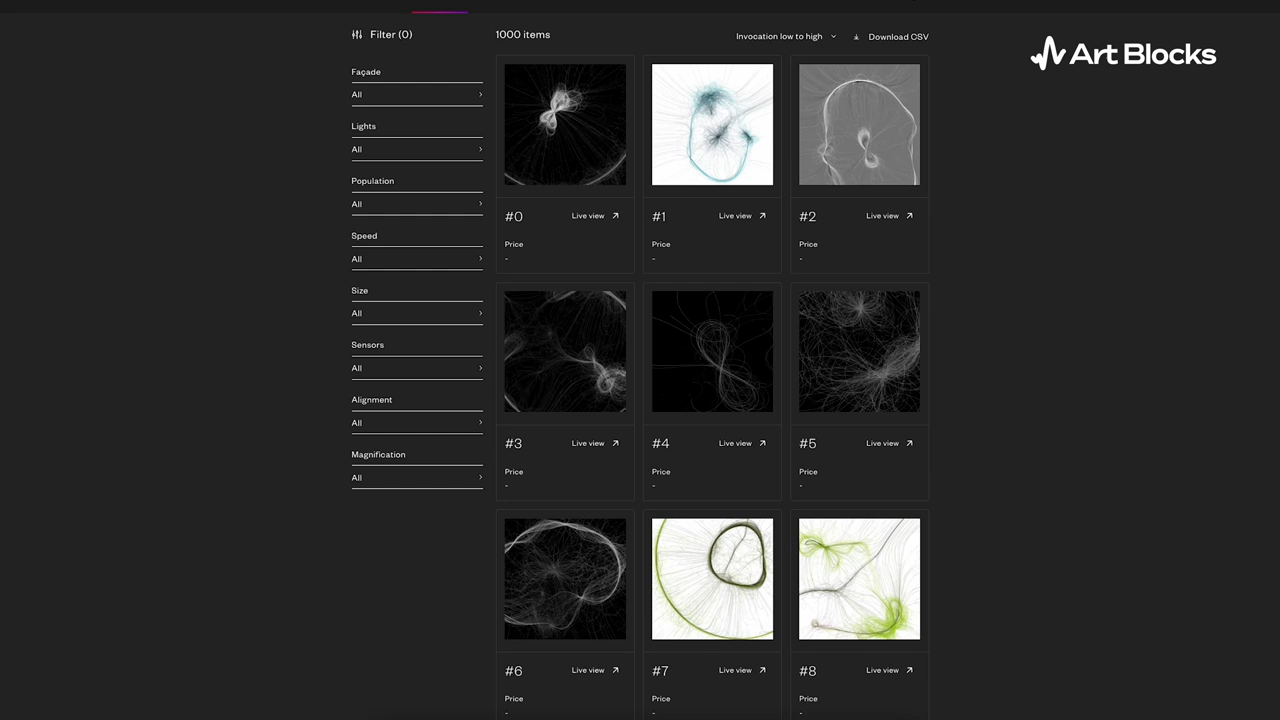 Filter (0)
1000 items
Invocation low to high
Download CSV
Art Blocks
Façade
All
Lights
All
Population
All
Speed
All
Size
All
Sensors
All
Alignment
All
Magnification
All
#0 Live view
Price
-
#1 Live view
Price
-
#2 Live view
Price
-
#3 Live view
Price
-
#4 Live view
Price
-
#5 Live view
Price
-
#6 Live view
Price
-
#7 Live view
Price
-
#8 Live view
Price
-